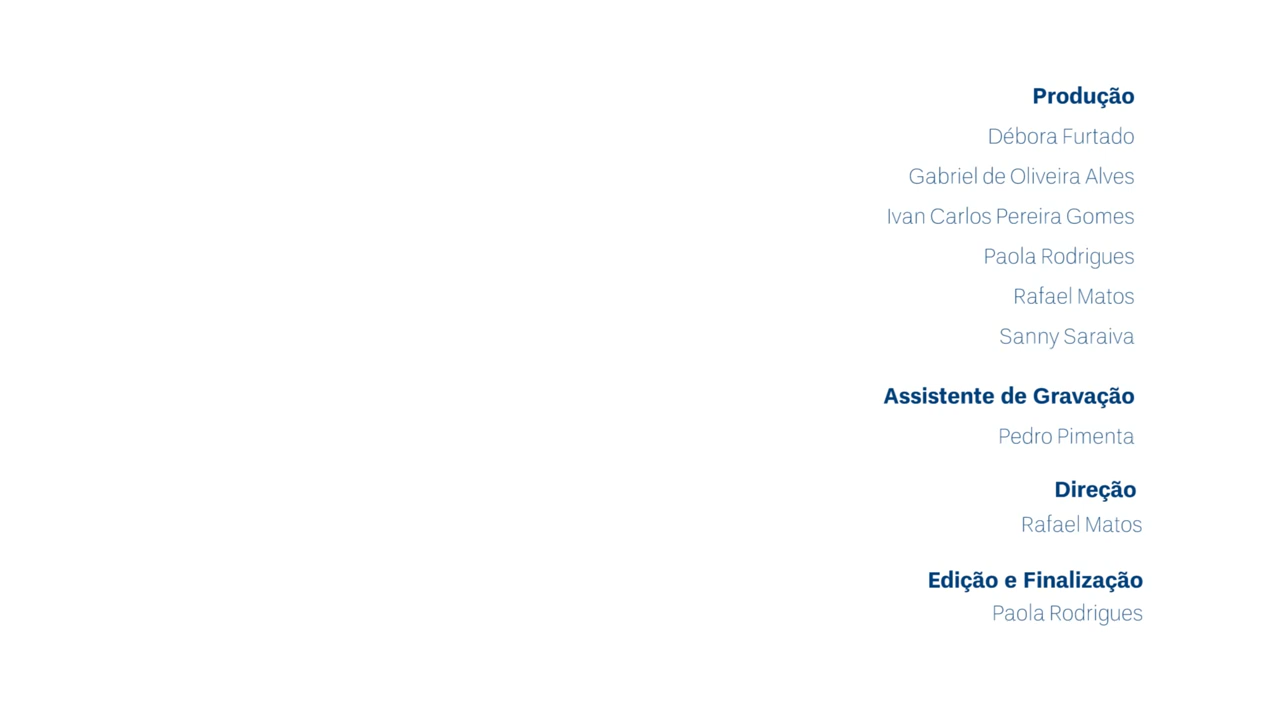 Produção
Débora Furtado
Gabriel de Oliveira Alves
Ivan Carlos Pereira Gomes
Paola Rodrigues
Rafael Matos
Sanny Saraiva
Assistente de Gravação
Pedro Pimenta
Direção
Rafael Matos
Edição e Finalização
Paola Rodrigues